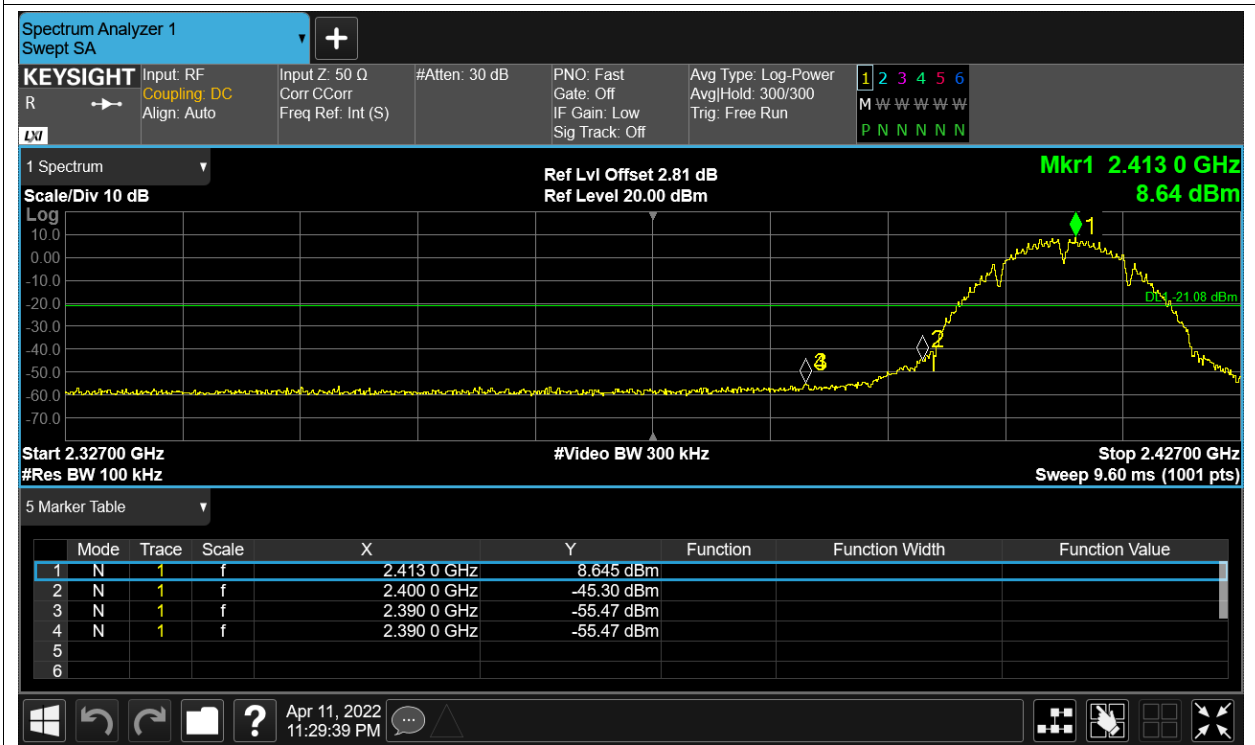 Spectrum Analyzer 1
Swept SA
+
KEYSIGHT Input: RF Input Z: 50 Ω #Atten: 30 dB PNO: Fast Avg Type: Log-Power 1 2 3 4 5 6
R Coupling: DC Corr CCorr Gate: Off Avg|Hold: 300/300 M W W W W W
Align: Auto Freq Ref: Int (S) IF Gain: Low Trig: Free Run
LXI Sig Track: Off P N N N N N
1 Spectrum Ref Lvl Offset 2.81 dB Mkr1 2.413 0 GHz
Scale/Div 10 dB Ref Level 20.00 dBm 8.64 dBm
Log
1
10.0
0.00
-10.0
-20.0 DL1 -21.08 dBm
-30.0
2
-40.0
-50.0
-60.0
-70.0
Start 2.32700 GHz #Video BW 300 kHz Stop 2.42700 GHz
#Res BW 100 kHz Sweep 9.60 ms (1001 pts)
5 Marker Table
Mode Trace Scale X Y Function Function Width Function Value
1 N 1 f 2.413 0 GHz 8.645 dBm
2 N 1 f 2.400 0 GHz -45.30 dBm
3 N 1 f 2.390 0 GHz -55.47 dBm
4 N 1 f 2.390 0 GHz -55.47 dBm
5
6
? Apr 11, 2022
11:29:39 PM